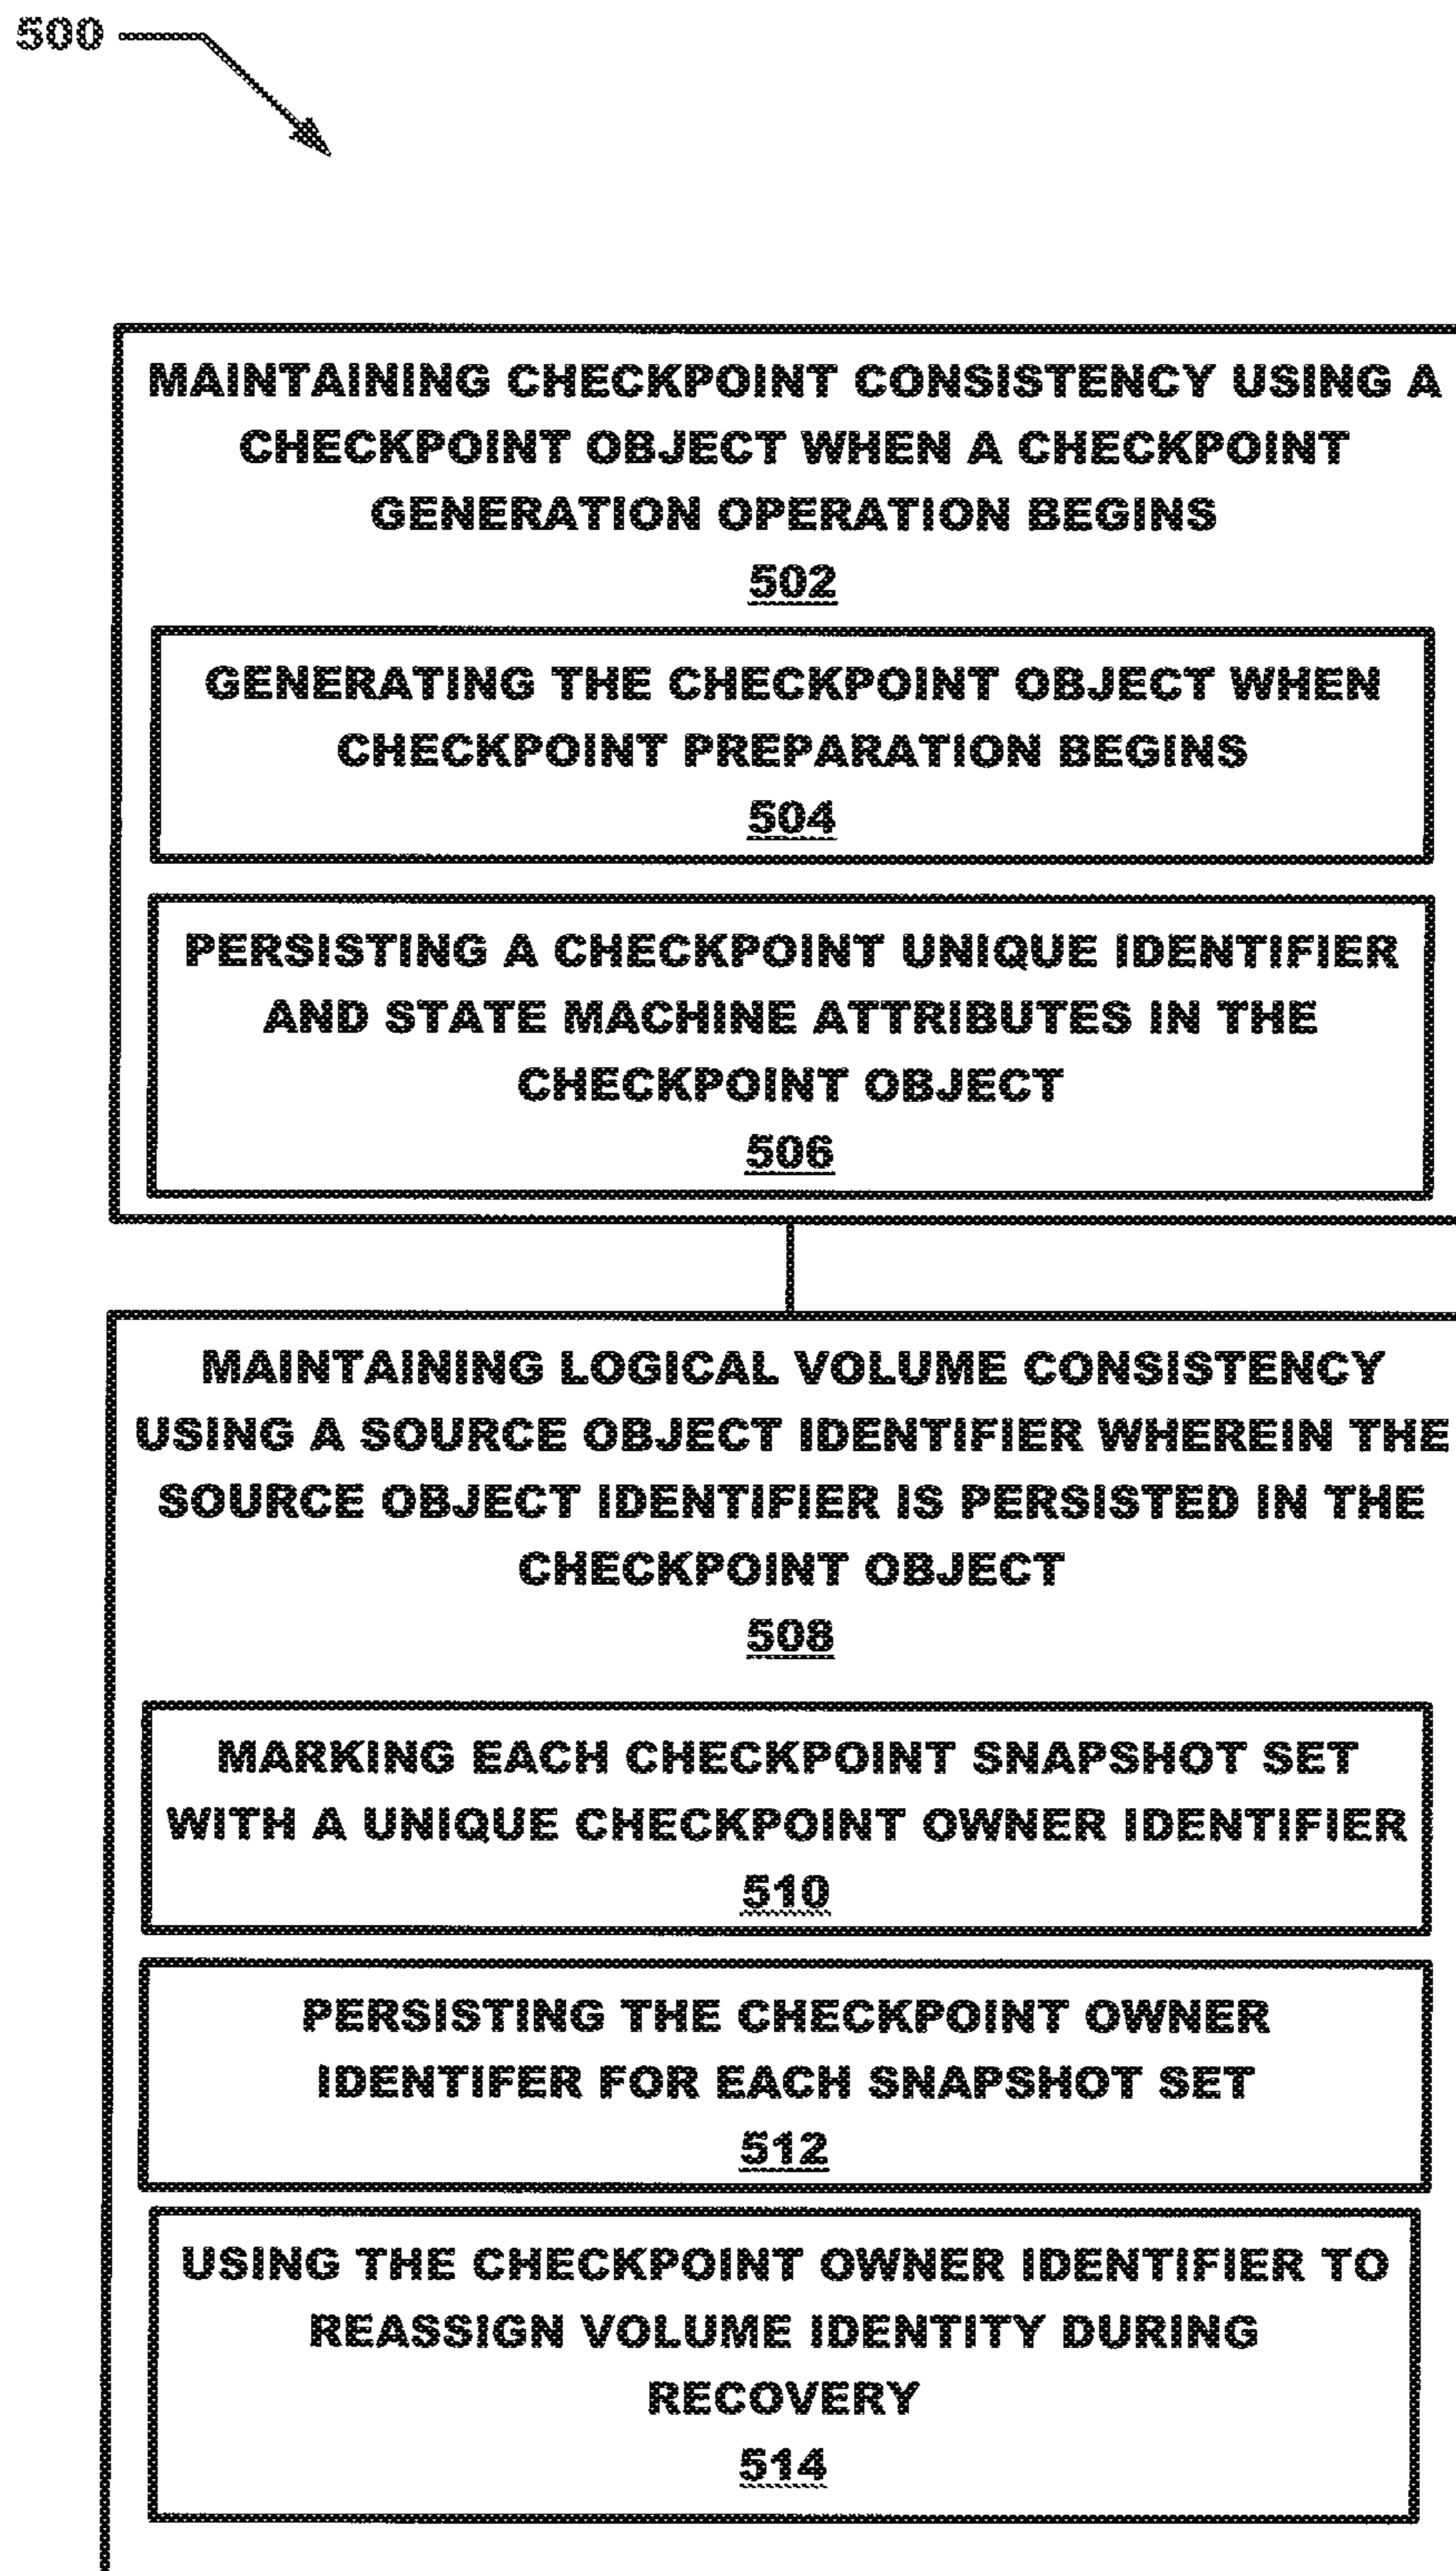 500
MAINTAINING CHECKPOINT CONSISTENCY USING A
CHECKPOINT OBJECT WHEN A CHECKPOINT
GENERATION OPERATION BEGINS
502
GENERATING THE CHECKPOINT OBJECT WHEN
CHECKPOINT PREPARATION BEGINS
504
PERSISTING A CHECKPOINT UNIQUE IDENTIFIER
AND STATE MACHINE ATTRIBUTES IN THE
CHECKPOINT OBJECT
506
MAINTAINING LOGICAL VOLUME CONSISTENCY
USING A SOURCE OBJECT IDENTIFIER WHEREIN THE
SOURCE OBJECT IDENTIFIER IS PERSISTED IN THE
CHECKPOINT OBJECT
508
MARKING EACH CHECKPOINT SNAPSHOT SET
WITH A UNIQUE CHECKPOINT OWNER IDENTIFIER
510
PERSISTING THE CHECKPOINT OWNER
IDENTIFER FOR EACH SNAPSHOT SET
512
USING THE CHECKPOINT OWNER IDENTIFIER TO
REASSIGN VOLUME IDENTITY DURING
RECOVERY
514